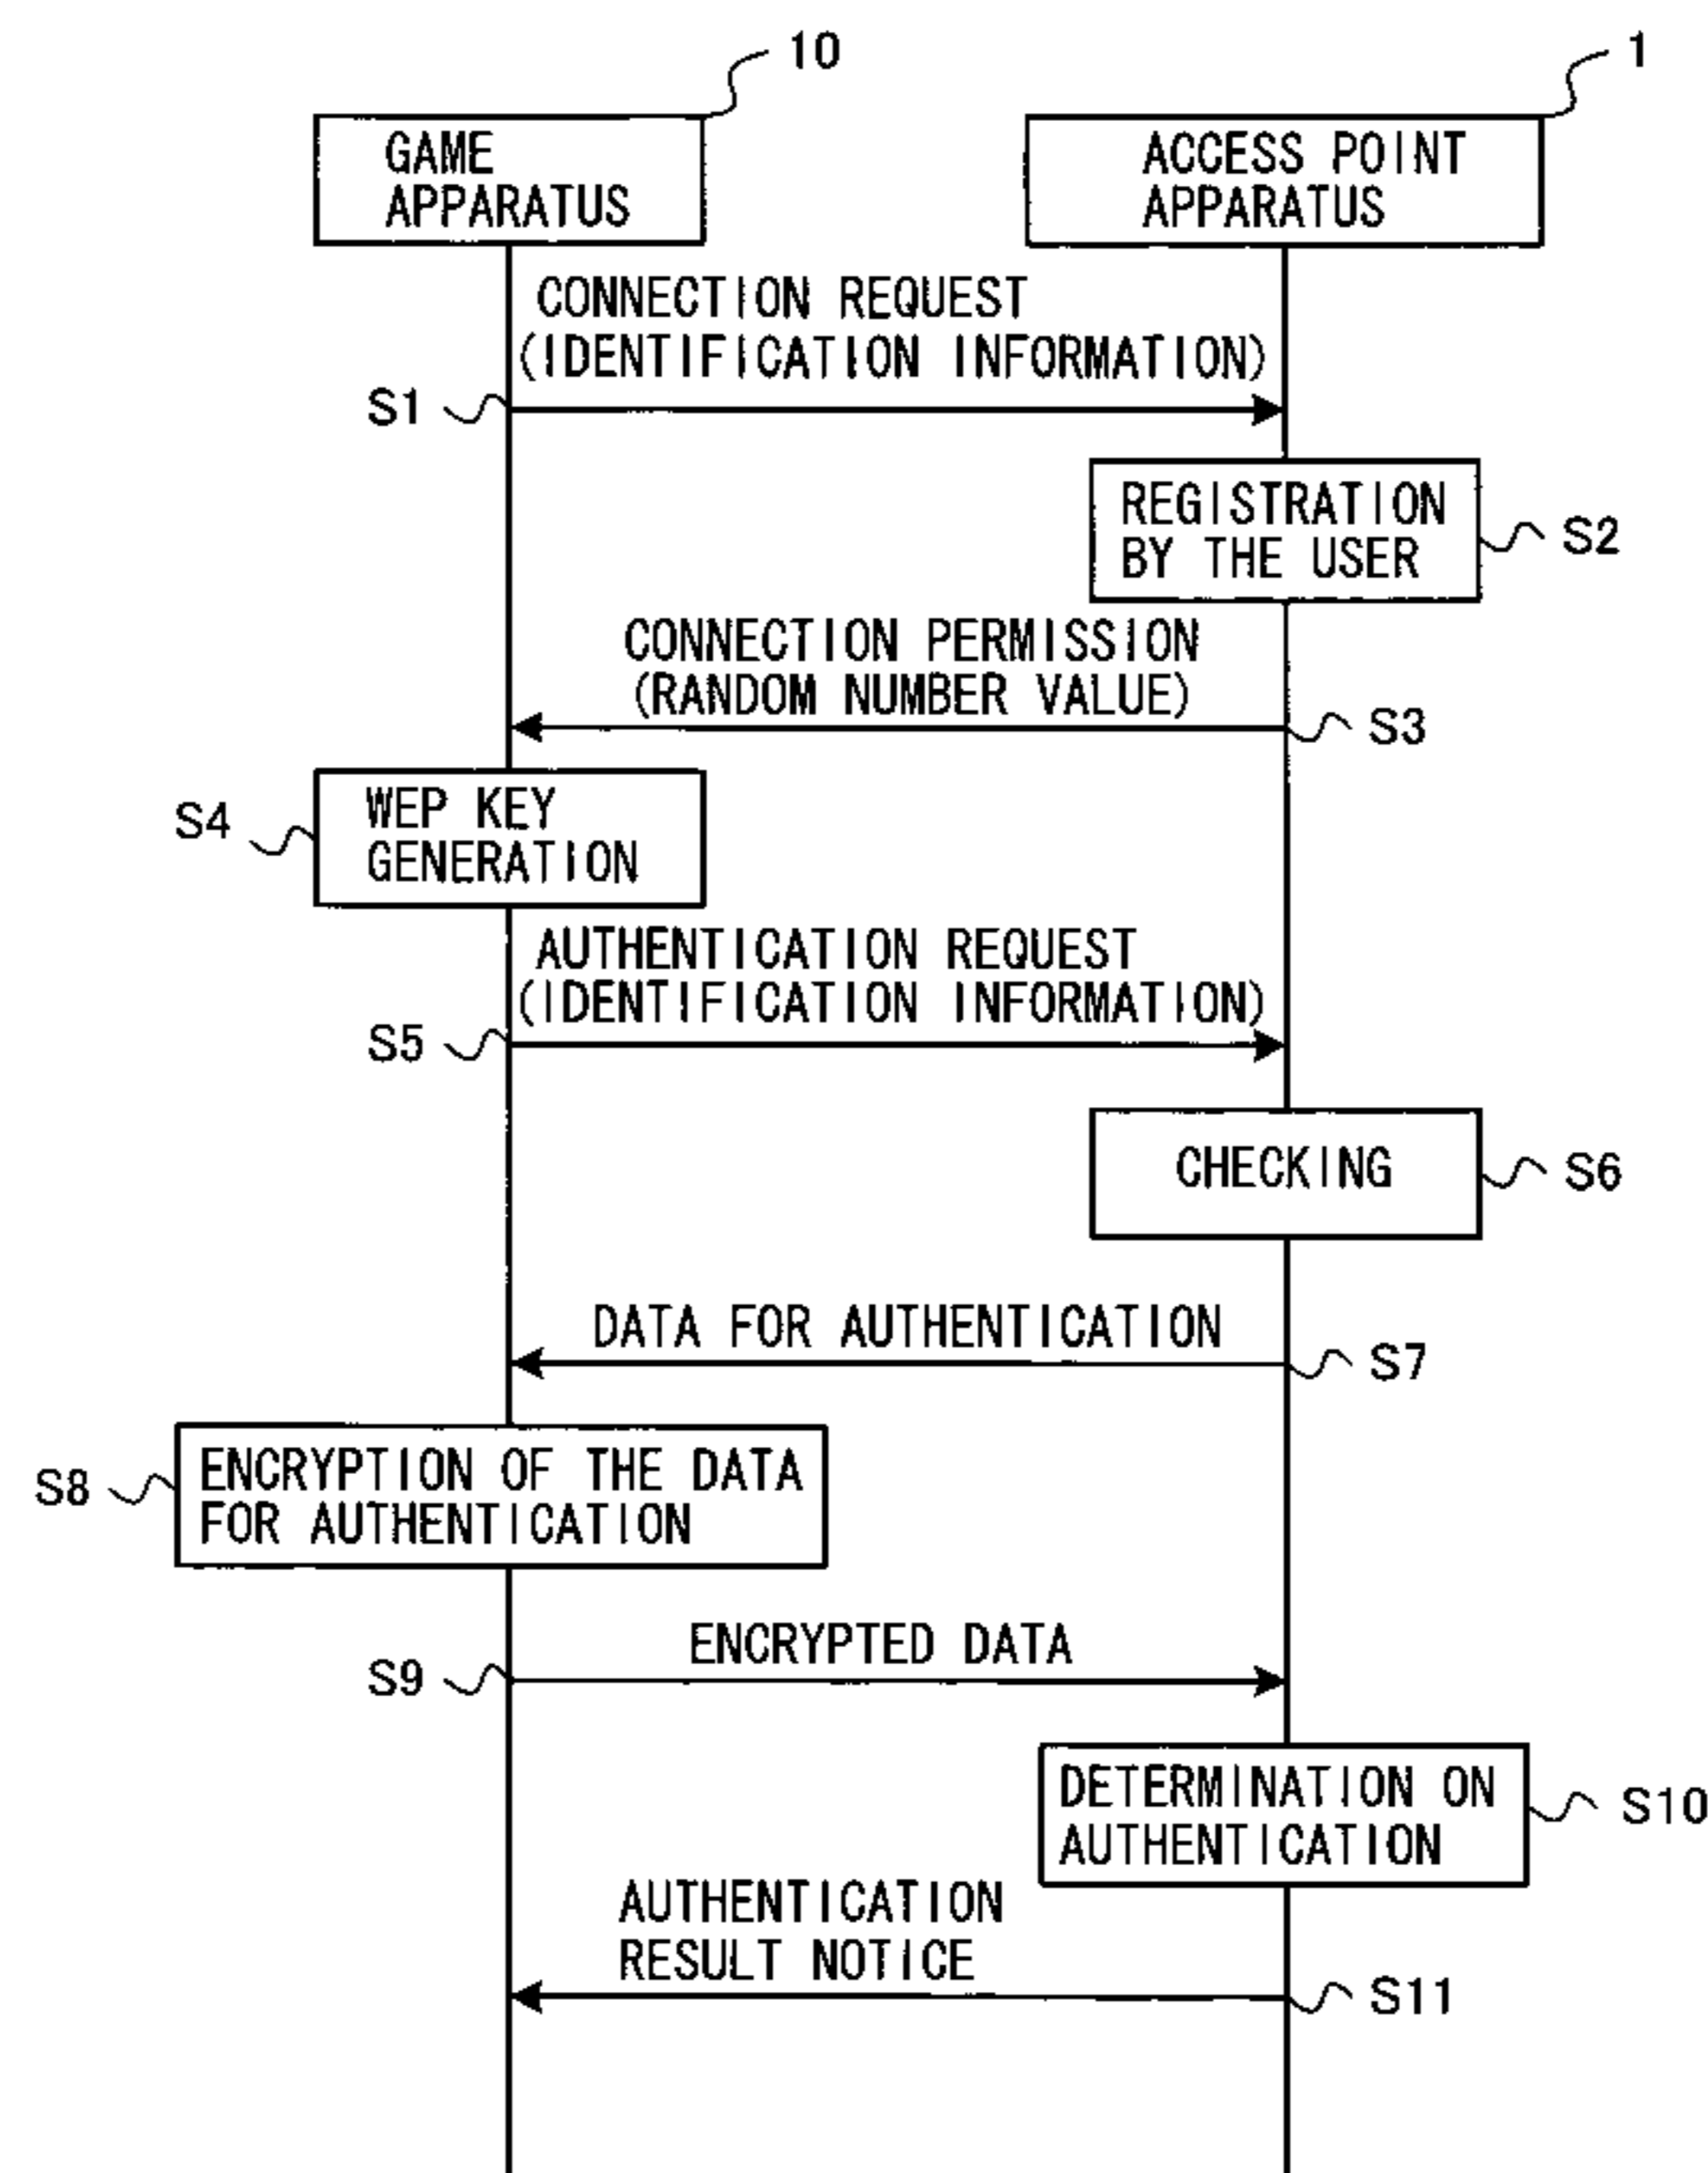 10
1
GAME
APPARATUS
ACCESS POINT
APPARATUS
CONNECTION REQUEST
(IDENTIFICATION INFORMATION)
S1
REGISTRATION
BY THE USER
S2
CONNECTION PERMISSION
(RANDOM NUMBER VALUE)
S3
WEP KEY
GENERATION
S4
AUTHENTICATION REQUEST
(IDENTIFICATION INFORMATION)
S5
CHECKING
S6
DATA FOR AUTHENTICATION
S7
ENCRYPTION OF THE DATA
FOR AUTHENTICATION
S8
ENCRYPTED DATA
S9
DETERMINATION ON
AUTHENTICATION
S10
AUTHENTICATION
RESULT NOTICE
S11